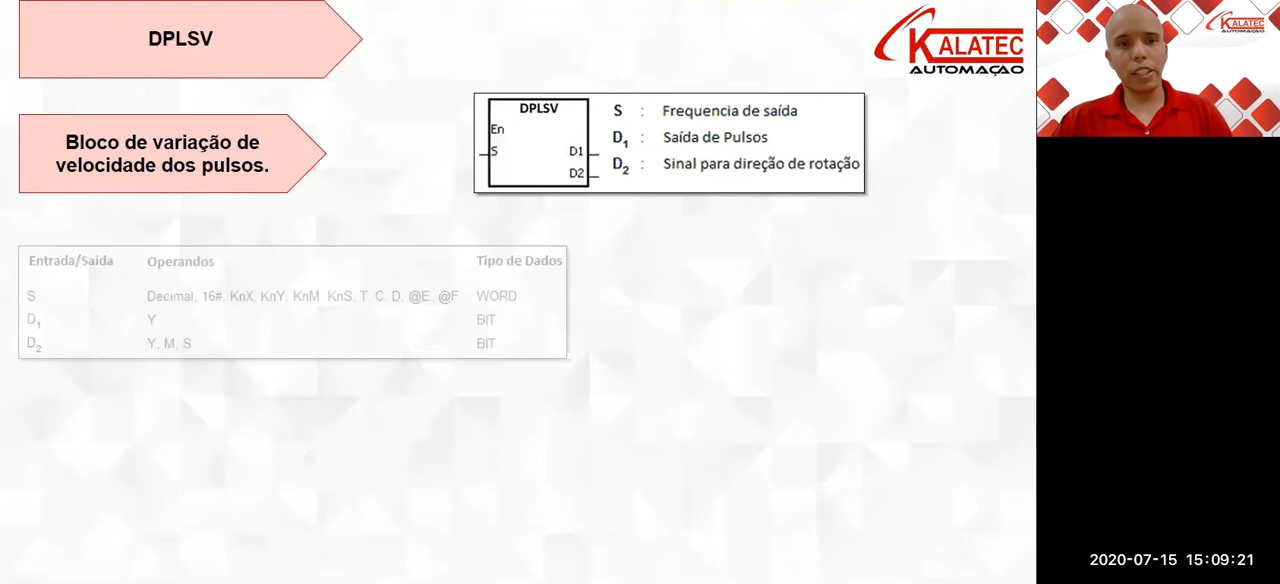 DPLSV
KALATEC
AUTOMAÇÃO
KALATEC
AUTOMAÇÃO
Bloco de variação de
velocidade dos pulsos.
DPLSV
En
S
D1
D2
S : Frequencia de saída
D1 : Saída de Pulsos
D2 : Sinal para direção de rotação
Entrada/Saída Operandos Tipo de Dados
S Decimal, 16#, KnX, KnY, KnM, KnS, T, C, D, @E, @F WORD
D1 Y BIT
D2 Y, M, S BIT
2020-07-15 15:09:21